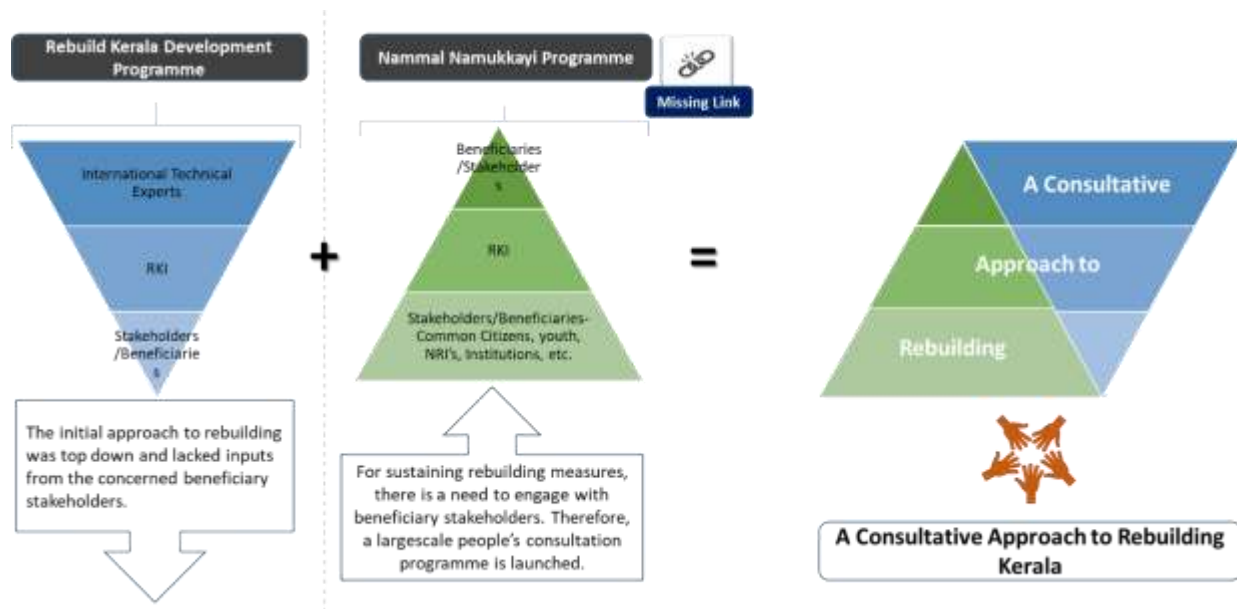 Rebuild Kerala Development
Programme
International Technical
Experts
RKI
Stakeholders
/Beneficiarie
s
The initial approach to rebuilding
was top down and lacked inputs
from the concerned beneficiary
stakeholders.
+
Nammal Namukkayi Programme
Missing Link
Beneficiaries
/Stakeholder
s
RKI
Stakeholders/Beneficiaries-
Common Citizens, youth,
NRI's, Institutions, etc.
For sustaining rebuilding measures,
there is a need to engage with
beneficiary stakeholders. Therefore,
a largescale people's consultation
programme is launched.
=
A Consultative
Approach to
Rebuilding
A Consultative Approach to Rebuilding
Kerala